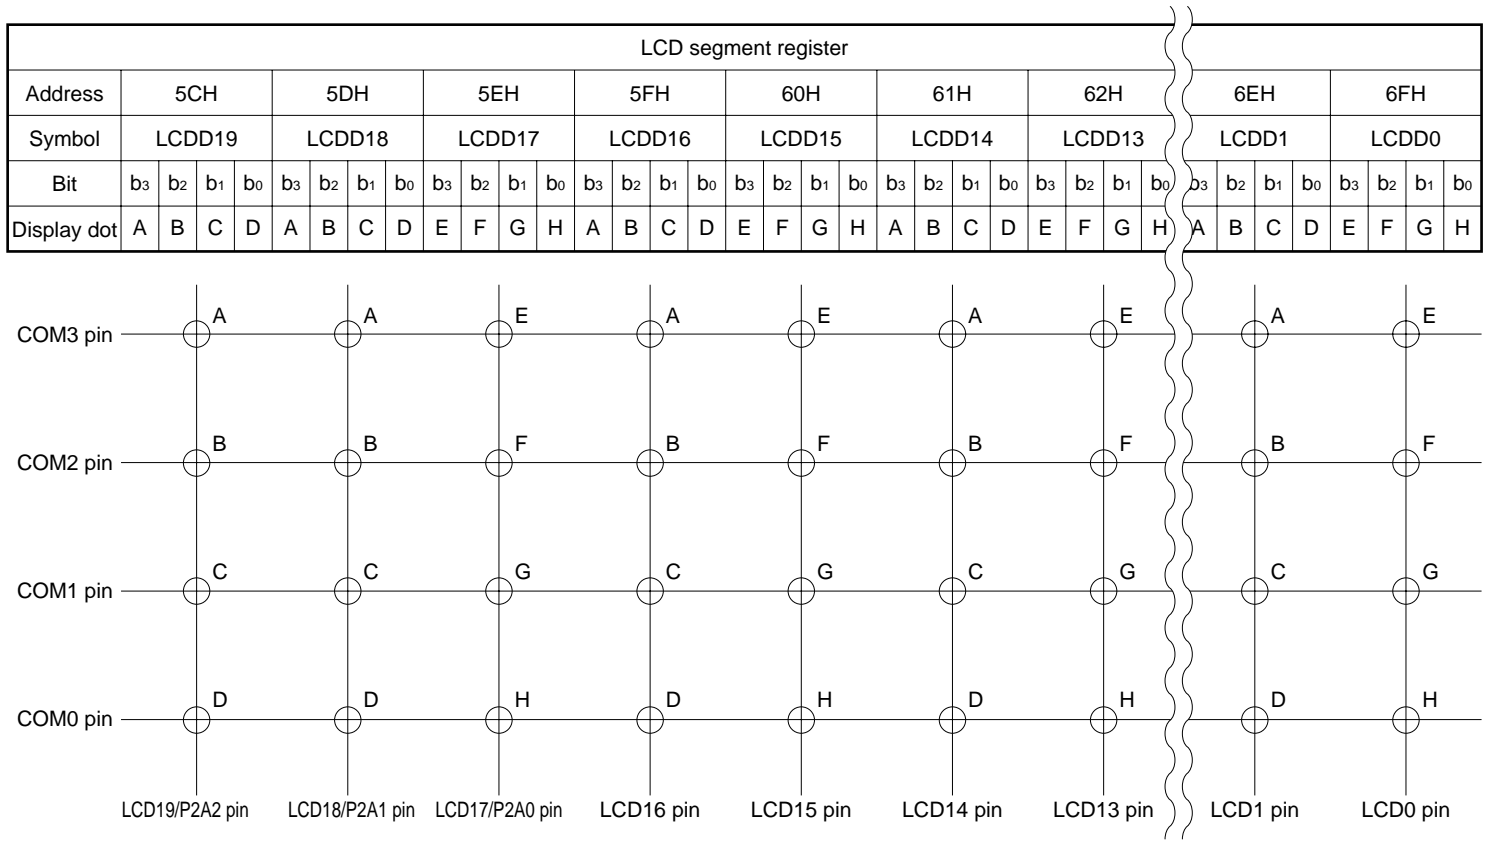 LCD segment register
Address 5CH 5DH 5EH 5FH 60H 61H 62H 6EH 6FH
Symbol LCDD19 LCDD18 LCDD17 LCDD16 LCDD15 LCDD14 LCDD13 LCDD1 LCDD0
Bit b3 b2 b1 b0 b3 b2 b1 b0 b3 b2 b1 b0 b3 b2 b1 b0 b3 b2 b1 b0 b3 b2 b1 b0 b3 b2 b1 b0 b3 b2 b1 b0 b3 b2 b1 b0
Display dot A B C D A B C D E F G H A B C D E F G H A B C D E F G H A B C D E F G H
A A E A E A E A E
COM3 pin
B B F B F B F B F
COM2 pin
C C G C G C G C G
COM1 pin
D D H D H D H D H
COM0 pin
LCD19/P2A2 pin LCD18/P2A1 pin LCD17/P2A0 pin LCD16 pin LCD15 pin LCD14 pin LCD13 pin LCD1 pin LCD0 pin